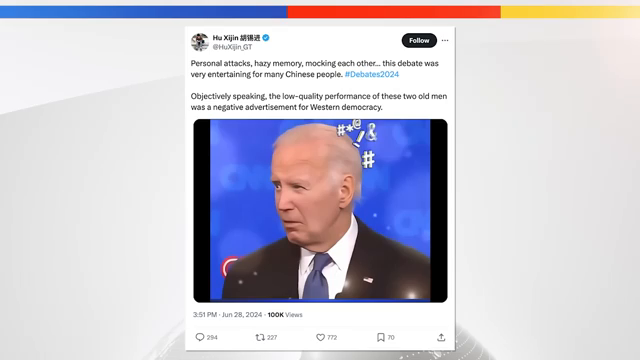 Hu Xijin 胡锡进
@HuXijin_GT
Follow
Personal attacks, hazy memory, mocking each other... this debate was
very entertaining for many Chinese people. #Debates2024
Objectively speaking, the low-quality performance of these two old men
was a negative advertisement for Western democracy.
#*@!&
#
CNN
3:51 PM · Jun 28, 2024 · 100K Views
294
227
772
70